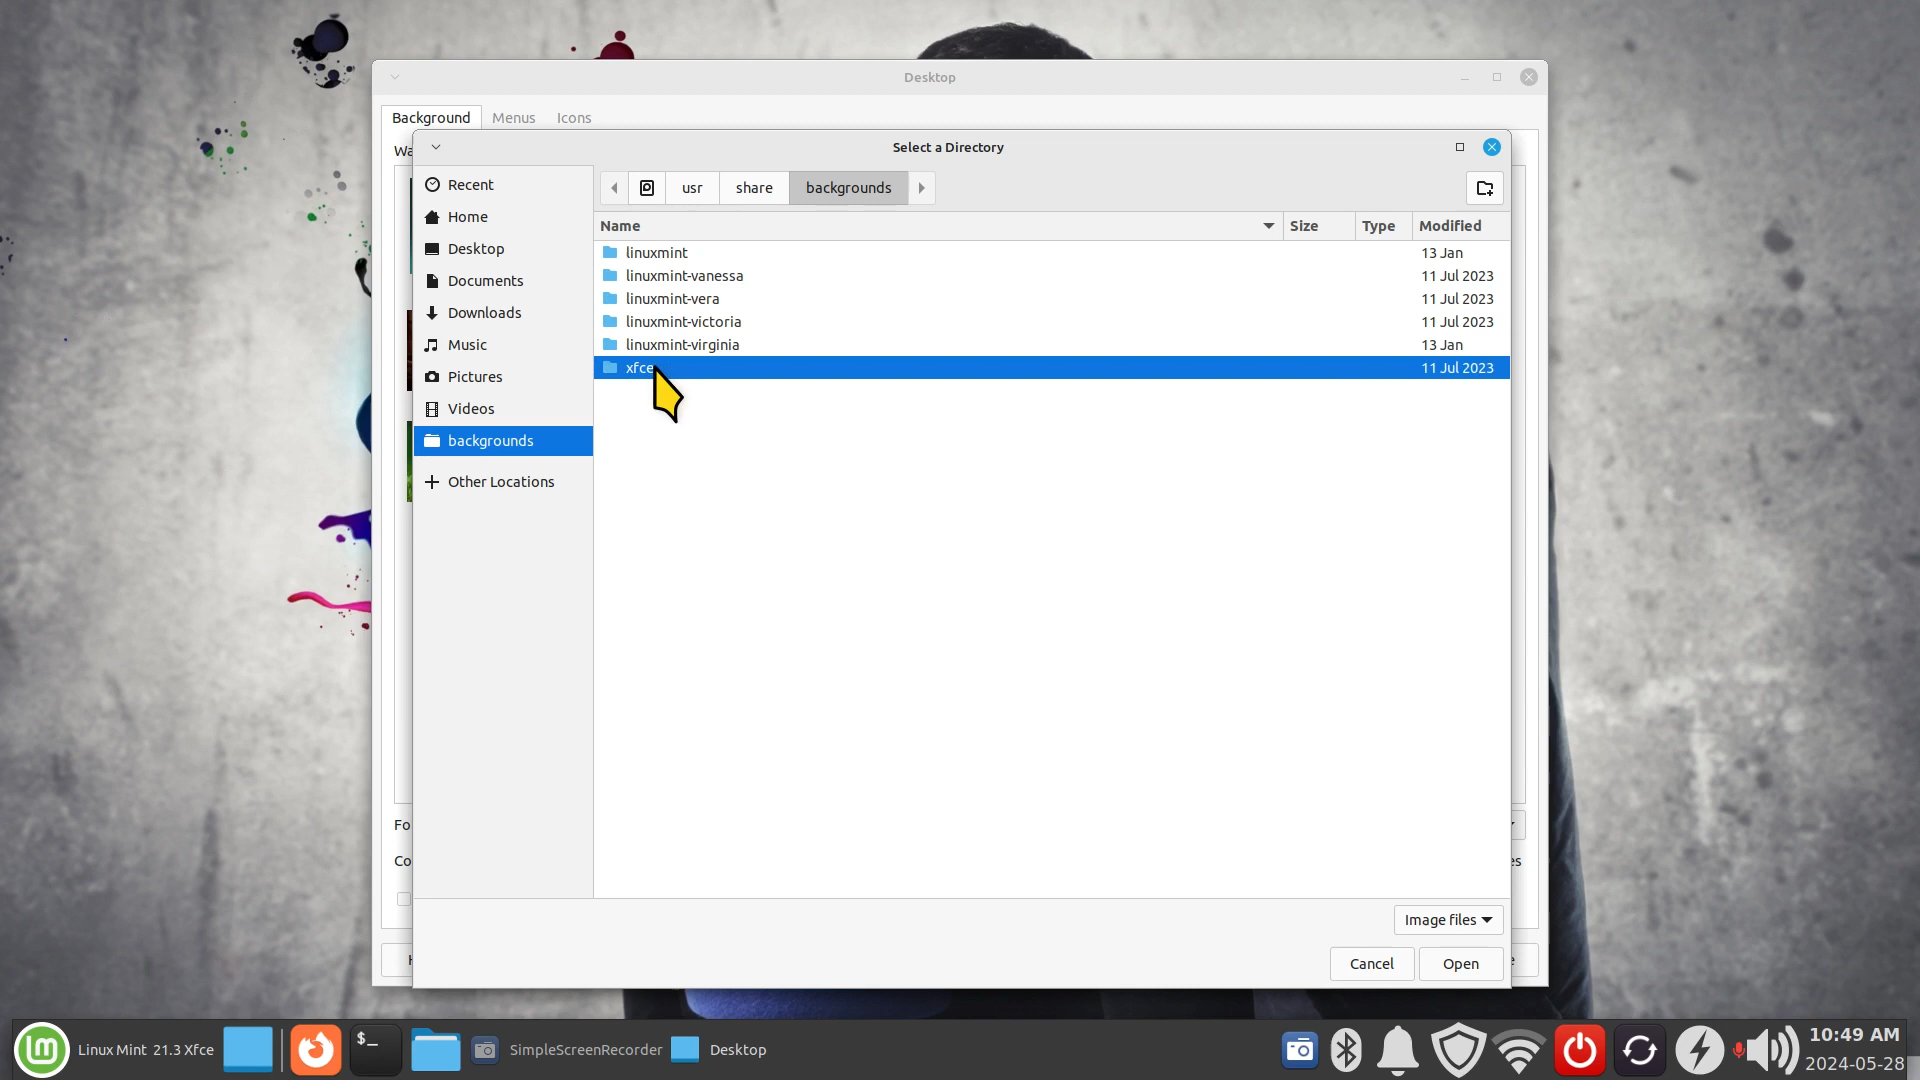 Desktop
Background Menus Icons
Select a Directory
Recent
Home
Desktop
Documents
Downloads
Music
Pictures
Videos
backgrounds
Other Locations
usr share backgrounds
Name Size Type Modified
linuxmint 13 Jan
linuxmint-vanessa 11 Jul 2023
linuxmint-vera 11 Jul 2023
linuxmint-victoria 11 Jul 2023
linuxmint-virginia 13 Jan
xfce 11 Jul 2023
Image files
Cancel Open
Linux Mint 21.3 Xfce
$_
SimpleScreenRecorder
Desktop
10:49 AM
2024-05-28